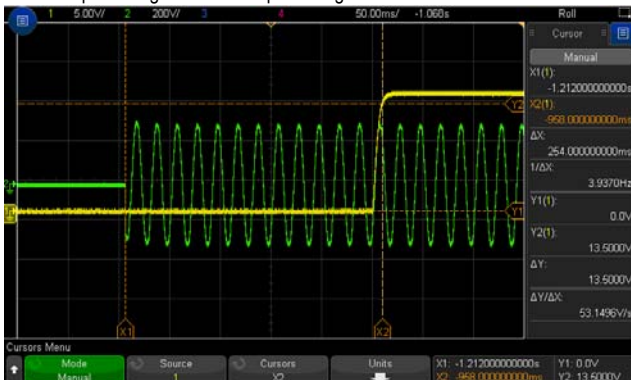 1 5.00V/ 2 200V/ 3 4 50.00ms/ -1.060s Roll
Cursor
Manual
X1(1):
-1.212000000000s
X2(1):
-958.000000000ms
ΔX:
254.000000000ms
1/ΔX:
3.9370Hz
Y1(1):
0.0V
Y2(1):
13.5000V
ΔY:
13.5000V
ΔY/ΔX:
53.1496V/s
Y2
Y1
X1 X2
Cursors Menu
Mode Source Cursors Units X1: -1.212000000000s Y1: 0.0V
Manual 1 Y2 X2: -958.000000000ms Y2: 13.5000V